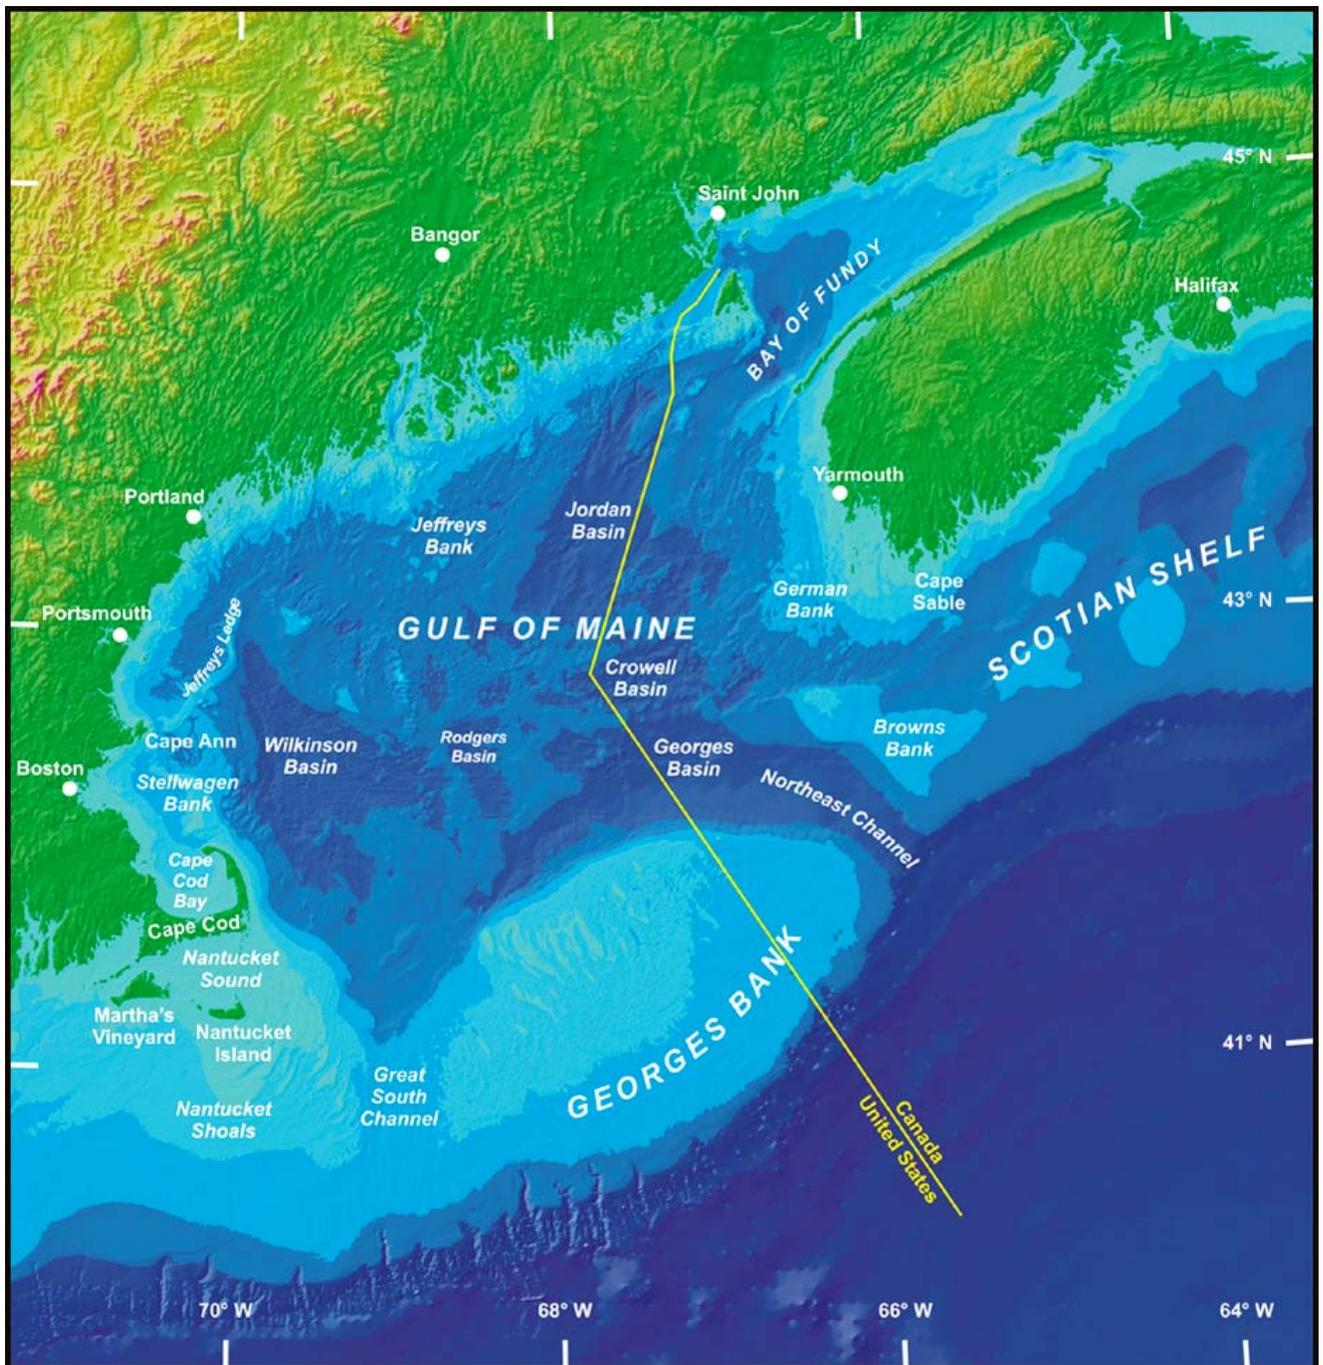 45° N
Saint John
Bangor
BAY OF FUNDY
Halifax
Yarmouth
Portland
Jordan
Basin
Jeffreys
Bank
SCOTIAN SHELF
German
Bank
Cape
Sable
43° N
Portsmouth
Jeffreys Ledge
GULF OF MAINE
Crowell
Basin
Browns
Bank
Cape Ann
Wilkinson
Basin
Rodgers
Basin
Georges
Basin
Northeast Channel
Boston
Stellwagen
Bank
Cape
Cod
Bay
Cape Cod
Nantucket
Sound
GEORGES BANK
Martha's
Vineyard
Nantucket
Island
41° N
Great
South
Channel
Nantucket
Shoals
Canada
United States
70° W
68° W
66° W
64° W